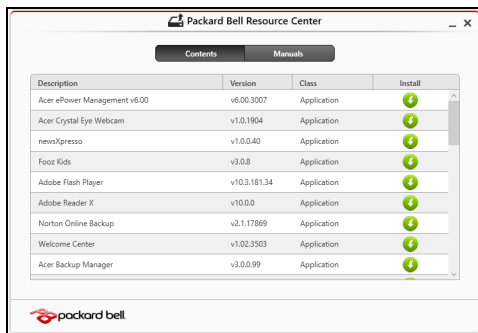 Packard Bell Resource Center
Contents Manuals
Description Version Class Install
Acer ePower Management v6.00 v6.00.3007 Application
Acer Crystal Eye Webcam v1.0.1904 Application
newsXpresso v1.0.0.40 Application
Fooz Kids v3.0.8 Application
Adobe Flash Player v10.3.181.34 Application
Adobe Reader X v10.0.0 Application
Norton Online Backup v2.1.17869 Application
Welcome Center v1.02.3503 Application
Acer Backup Manager v3.0.0.99 Application
packard bell